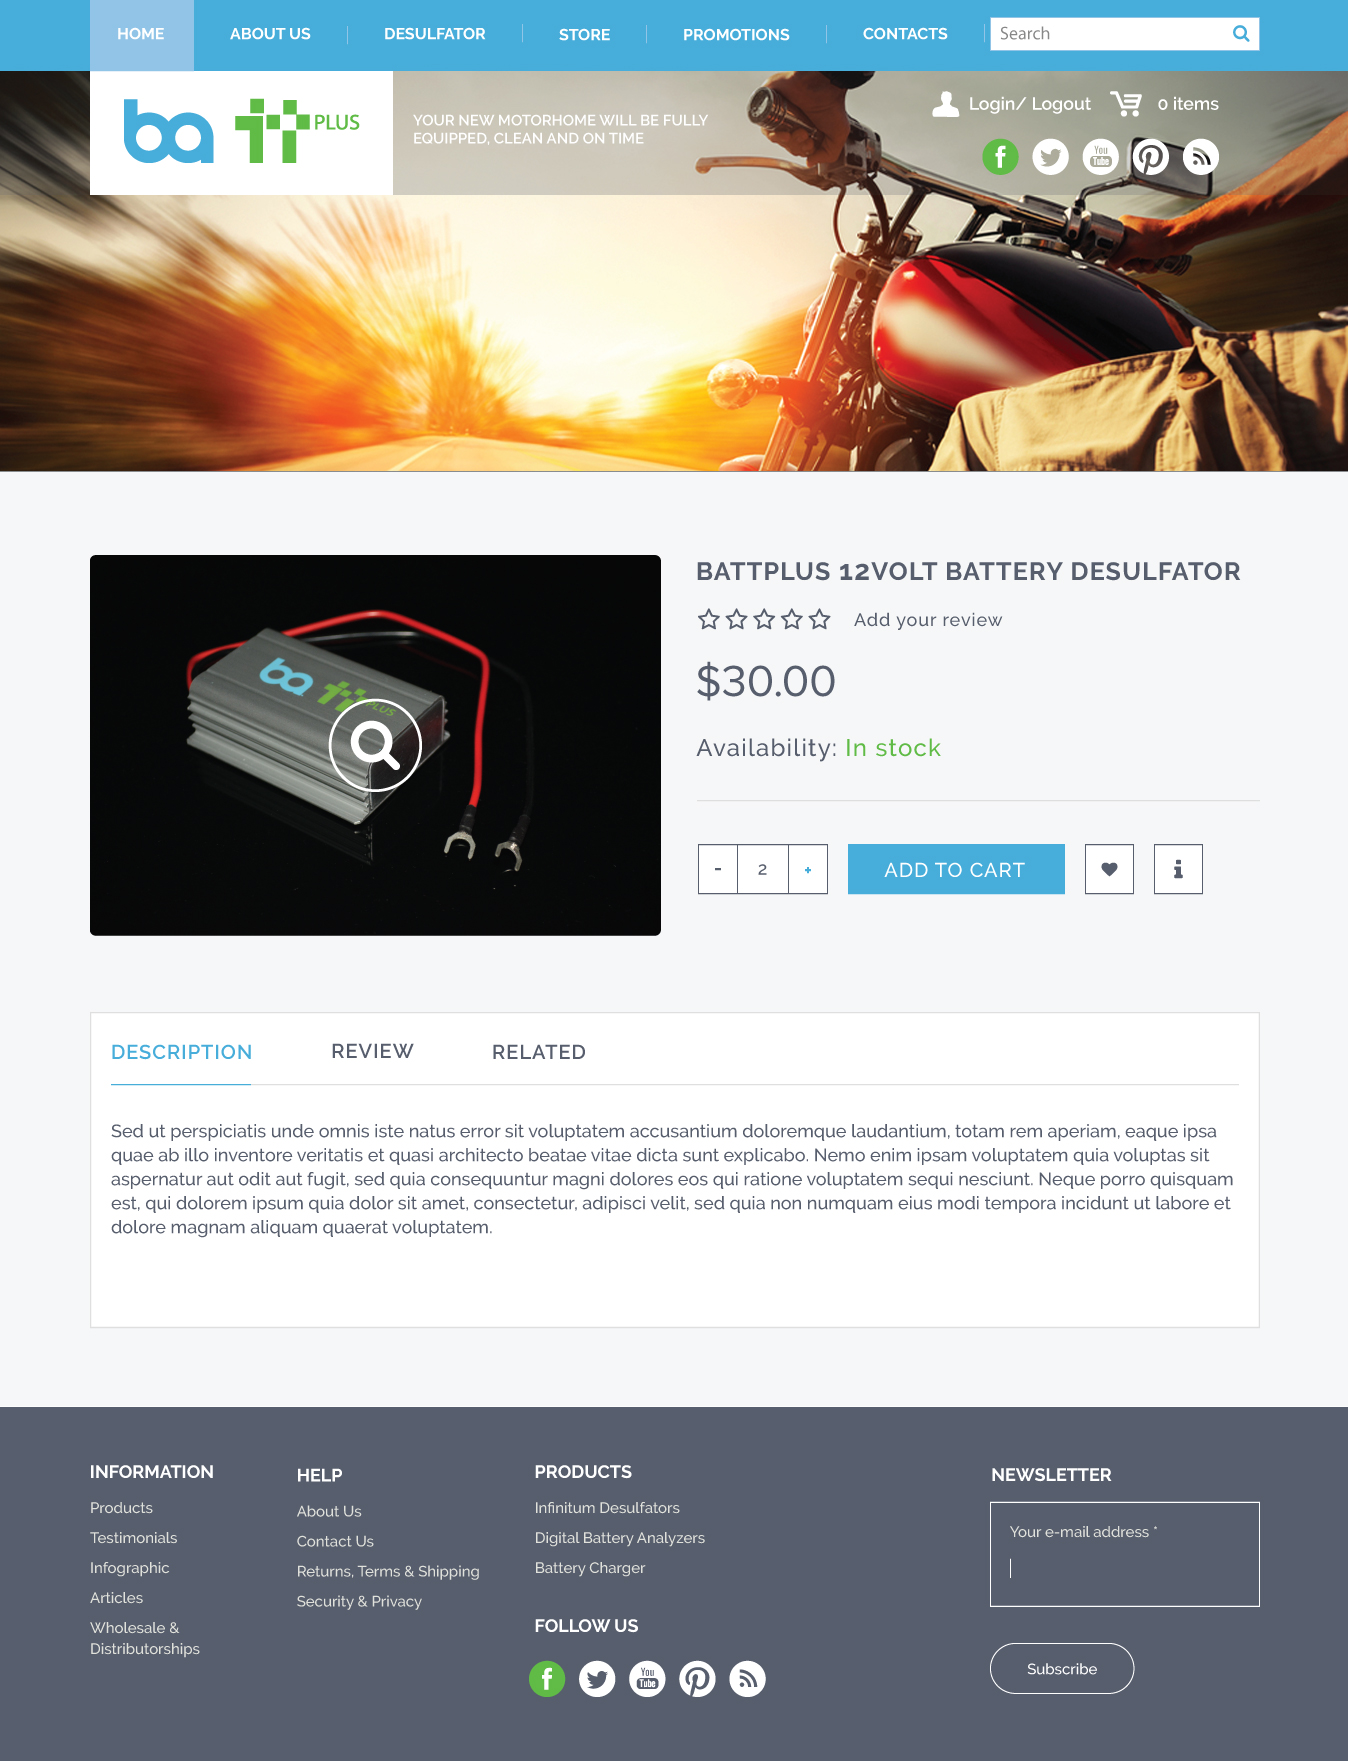 HOME
ABOUT US
DESULFATOR
STORE
PROMOTIONS
CONTACTS
Search
ba tt PLUS
YOUR NEW MOTORHOME WILL BE FULLY
EQUIPPED, CLEAN AND ON TIME
Login/ Logout
0 items
f
You
Tube
ba tt PLUS
BATTPLUS 12VOLT BATTERY DESULFATOR
Add your review
$30.00
Availability: In stock
- 2 +
ADD TO CART
i
DESCRIPTION
REVIEW
RELATED
Sed ut perspiciatis unde omnis iste natus error sit voluptatem accusantium doloremque laudantium, totam rem aperiam, eaque ipsa
quae ab illo inventore veritatis et quasi architecto beatae vitae dicta sunt explicabo. Nemo enim ipsam voluptatem quia voluptas sit
aspernatur aut odit aut fugit, sed quia consequuntur magni dolores eos qui ratione voluptatem sequi nesciunt. Neque porro quisquam
est, qui dolorem ipsum quia dolor sit amet, consectetur, adipisci velit, sed quia non numquam eius modi tempora incidunt ut labore et
dolore magnam aliquam quaerat voluptatem.
INFORMATION
Products
Testimonials
Infographic
Articles
Wholesale &
Distributorships
HELP
About Us
Contact Us
Returns, Terms & Shipping
Security & Privacy
PRODUCTS
Infinitum Desulfators
Digital Battery Analyzers
Battery Charger
FOLLOW US
f
You
Tube
NEWSLETTER
Your e-mail address *
Subscribe